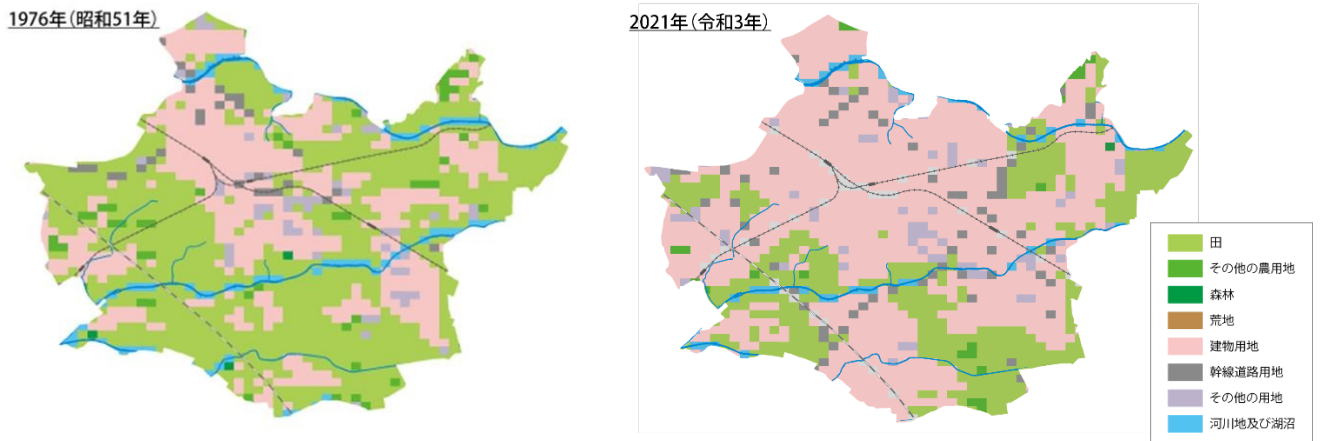 1976年(昭和51年)
2021年(令和3年)
田
その他の農用地
森林
荒地
建物用地
幹線道路用地
その他の用地
河川地及び湖沼